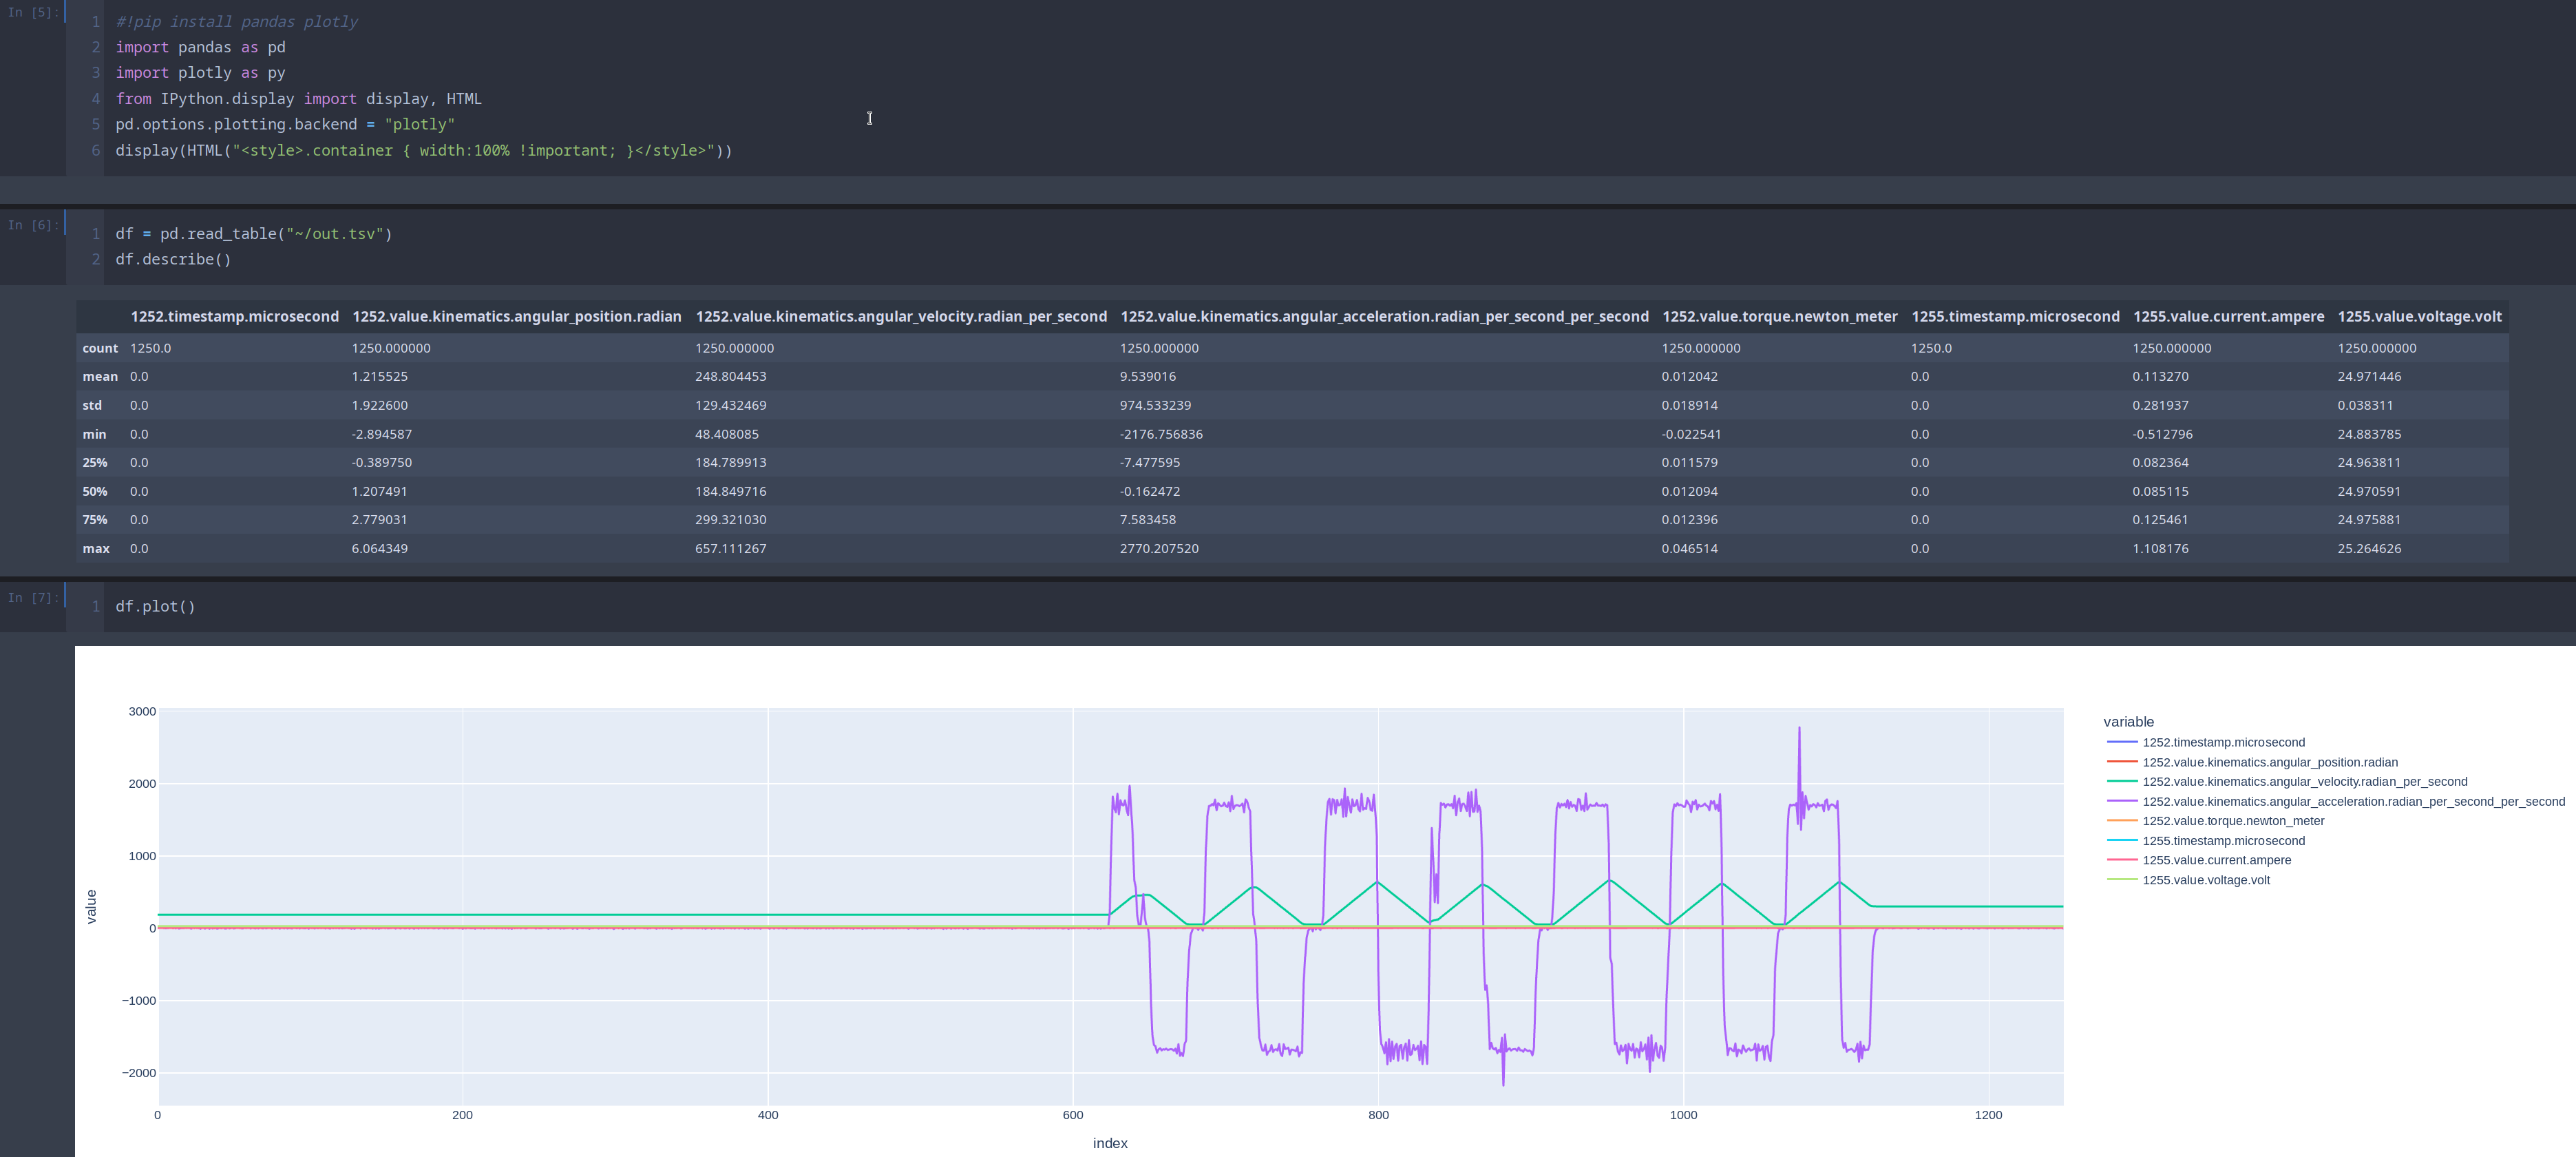 In [5]:
1 #!pip install pandas plotly
2 import pandas as pd
3 import plotly as py
4 from IPython.display import display, HTML
5 pd.options.plotting.backend = "plotly"
6 display(HTML("<style>.container { width:100% !important; }</style>"))
In [6]:
1 df = pd.read_table("~/out.tsv")
2 df.describe()
1252.timestamp.microsecond 1252.value.kinematics.angular_position.radian 1252.value.kinematics.angular_velocity.radian_per_second 1252.value.kinematics.angular_acceleration.radian_per_second_per_second 1252.value.torque.newton_meter 1255.timestamp.microsecond 1255.value.current.ampere 1255.value.voltage.volt
count 1250.0 1250.000000 1250.000000 1250.000000 1250.000000 1250.0 1250.000000 1250.000000
mean 0.0 1.215525 248.804453 9.539016 0.012042 0.0 0.113270 24.971446
std 0.0 1.922600 129.432469 974.533239 0.018914 0.0 0.281937 0.038311
min 0.0 -2.894587 48.408085 -2176.756836 -0.022541 0.0 -0.512796 24.883785
25% 0.0 -0.389750 184.789913 -7.477595 0.011579 0.0 0.082364 24.963811
50% 0.0 1.207491 184.849716 -0.162472 0.012094 0.0 0.085115 24.970591
75% 0.0 2.779031 299.321030 7.583458 0.012396 0.0 0.125461 24.975881
max 0.0 6.064349 657.111267 2770.207520 0.046514 0.0 1.108176 25.264626
In [7]:
1 df.plot()
3000
2000
1000
0
−1000
−2000
value
0 200 400 600 800 1000 1200
index
variable
1252.timestamp.microsecond
1252.value.kinematics.angular_position.radian
1252.value.kinematics.angular_velocity.radian_per_second
1252.value.kinematics.angular_acceleration.radian_per_second_per_second
1252.value.torque.newton_meter
1255.timestamp.microsecond
1255.value.current.ampere
1255.value.voltage.volt